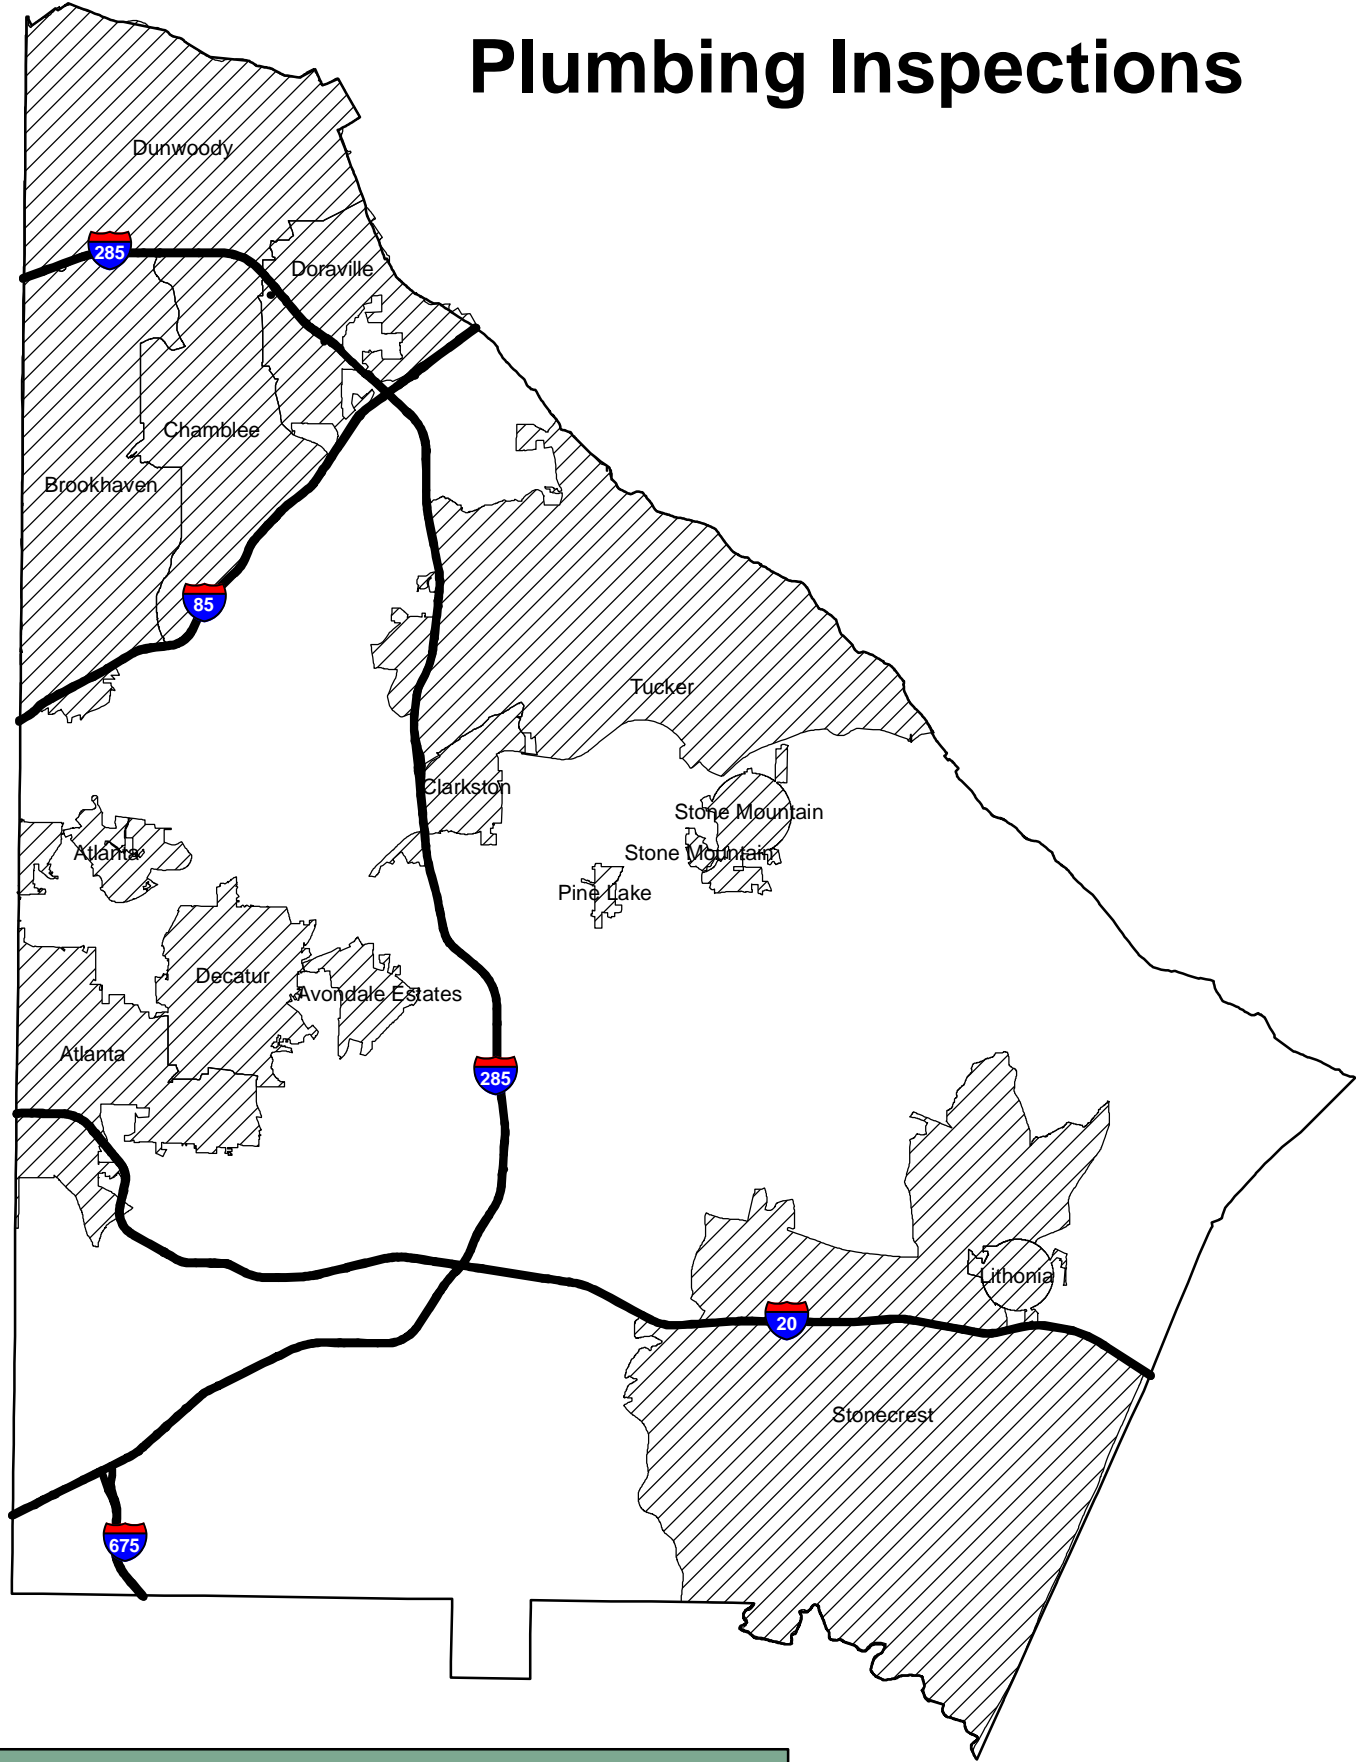 Plumbing Inspections
Dunwoody
285
Doraville
Chamblee
Brookhaven
85
Tucker
Clarkston
Stone Mountain
Stone Mountain
Atlanta
Pine Lake
Decatur
Avondale Estates
Atlanta
285
Lithonia
20
Stonecrest
675